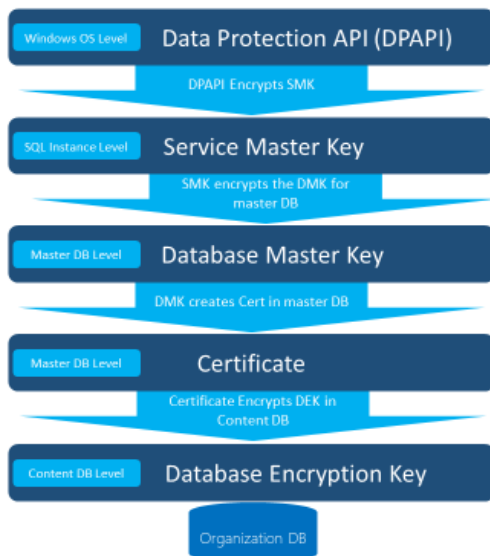 Windows OS Level
Data Protection API (DPAPI)
DPAPI Encrypts SMK
SQL Instance Level
Service Master Key
SMK encrypts the DMK for
master DB
Master DB Level
Database Master Key
DMK creates Cert in master DB
Master DB Level
Certificate
Certificate Encrypts DEK in
Content DB
Content DB Level
Database Encryption Key
Organization DB